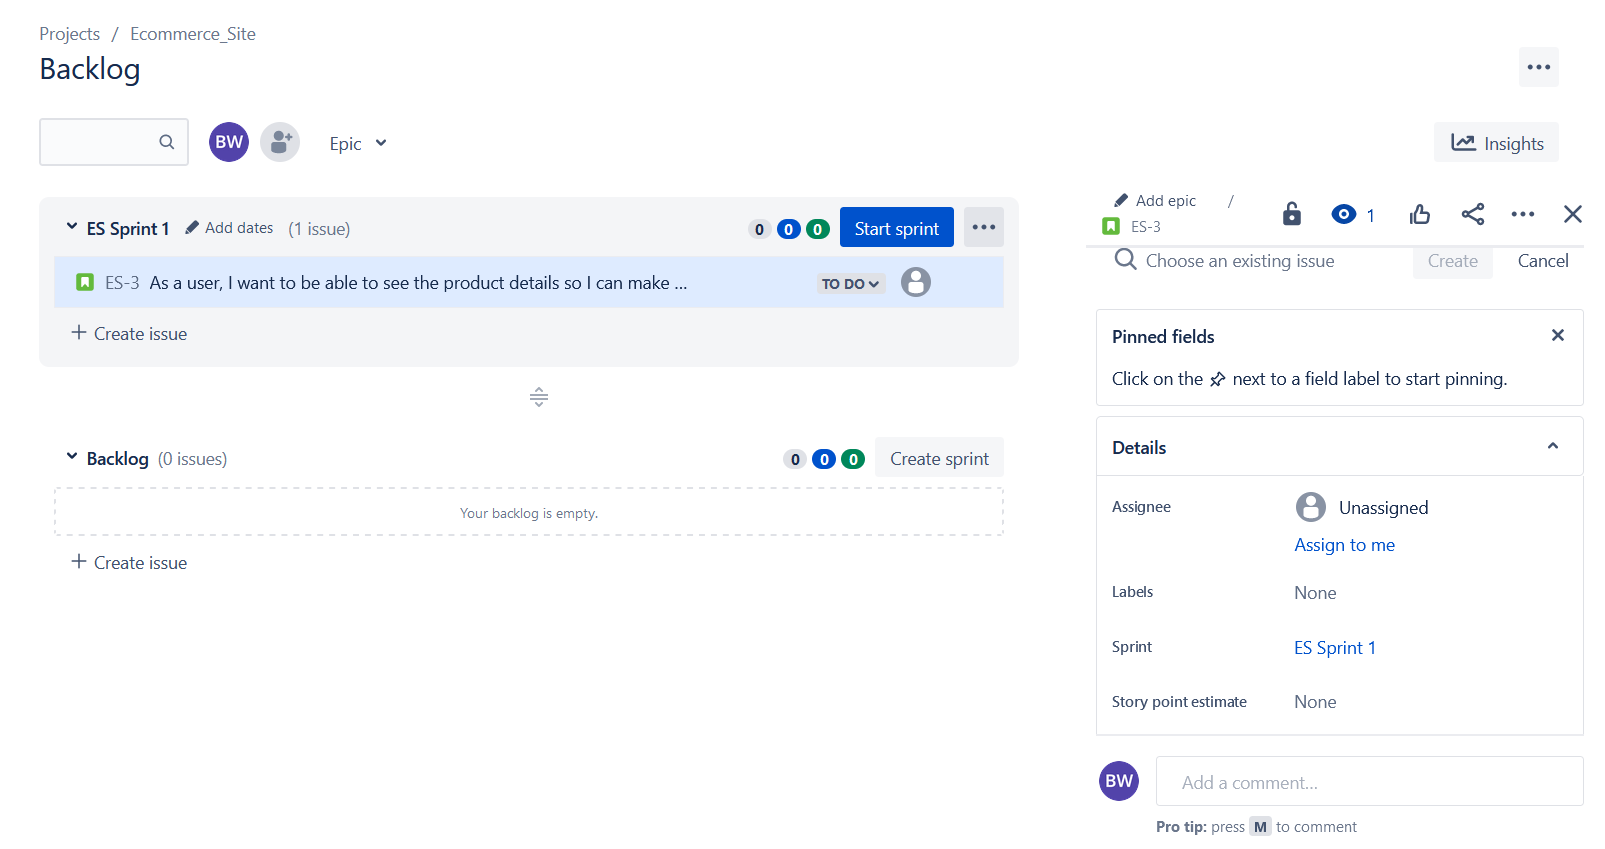 Projects / Ecommerce_Site
Backlog
BW
Epic
Insights
ES Sprint 1 Add dates (1 issue) 0 0 0 Start sprint
ES-3 As a user, I want to be able to see the product details so I can make ... TO DO
+ Create issue
Backlog (0 issues) 0 0 0 Create sprint
Your backlog is empty.
+ Create issue
Add epic /
ES-3
1
Choose an existing issue Create Cancel
Pinned fields
Click on the next to a field label to start pinning.
Details
Assignee Unassigned
Assign to me
Labels None
Sprint ES Sprint 1
Story point estimate None
BW Add a comment...
Pro tip: press M to comment